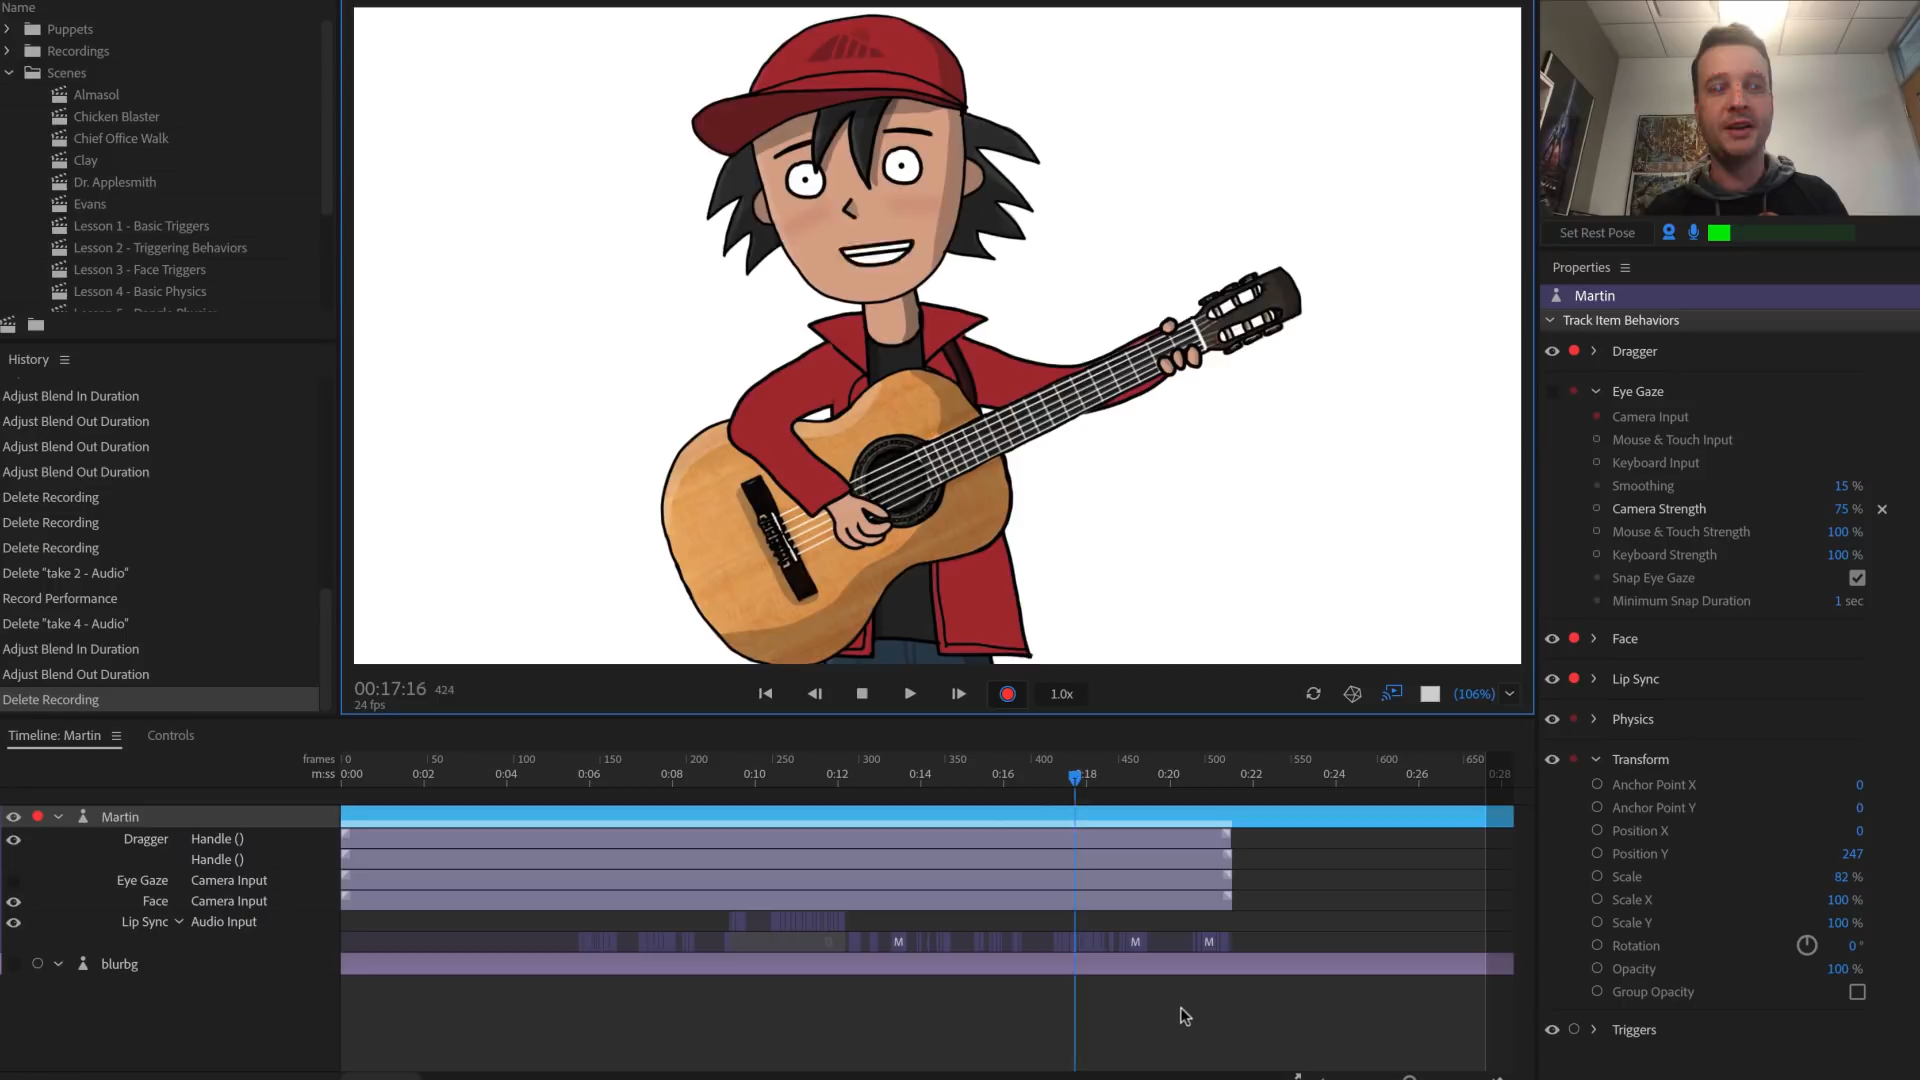 Name
Puppets
Recordings
Scenes
Almasol
Chicken Blaster
Chief Office Walk
Clay
Dr. Applesmith
Evans
Lesson 1 - Basic Triggers
Lesson 2 - Triggering Behaviors
Lesson 3 - Face Triggers
Lesson 4 - Basic Physics
History
Adjust Blend In Duration
Adjust Blend Out Duration
Adjust Blend Out Duration
Adjust Blend Out Duration
Delete Recording
Delete Recording
Delete Recording
Delete "take 2 - Audio"
Record Performance
Delete "take 4 - Audio"
Adjust Blend In Duration
Adjust Blend Out Duration
Delete Recording
00:17:16 424
24 fps
1.0x
(106%)
Set Rest Pose
Properties
Martin
Track Item Behaviors
Dragger
Eye Gaze
Camera Input
Mouse & Touch Input
Keyboard Input
Smoothing 15 %
Camera Strength 75 %
Mouse & Touch Strength 100 %
Keyboard Strength 100 %
Snap Eye Gaze
Minimum Snap Duration 1 sec
Face
Lip Sync
Physics
Transform
Anchor Point X 0
Anchor Point Y 0
Position X 0
Position Y 247
Scale 82 %
Scale X 100 %
Scale Y 100 %
Rotation 0 °
Opacity 100 %
Group Opacity
Triggers
Timeline: Martin Controls
frames 0 50 100 150 200 250 300 350 400 450 500 550 600 650
m:ss 0:00 0:02 0:04 0:06 0:08 0:10 0:12 0:14 0:16 :18 0:20 0:22 0:24 0:26 0:28
Martin
Dragger Handle ()
Handle ()
Eye Gaze Camera Input
Face Camera Input
Lip Sync Audio Input
M M M
blurbg